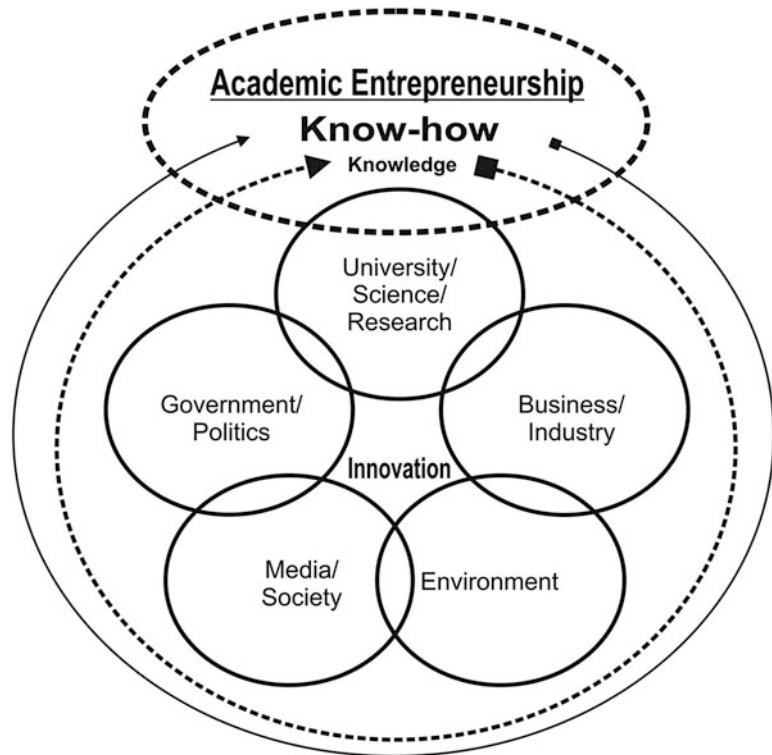 Academic Entrepreneurship
Know-how
Knowledge
University/
Science/
Research
Government/
Politics
Business/
Industry
Innovation
Media/
Society
Environment